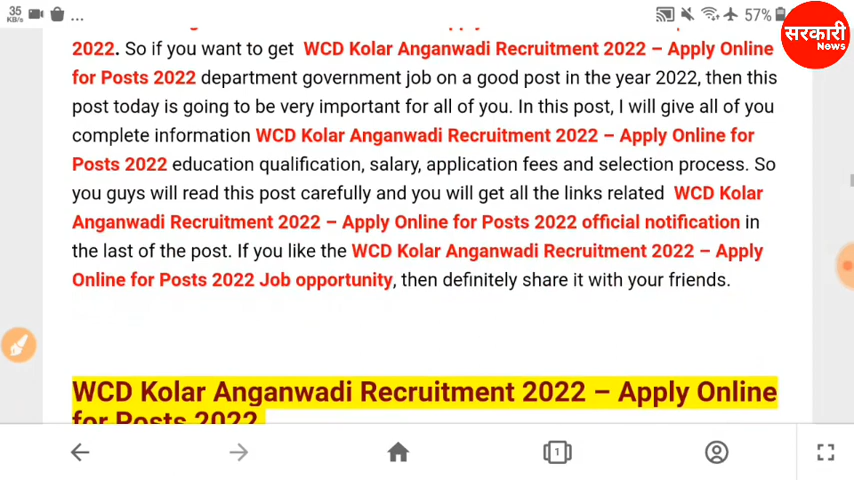 35
KB/s
...
57%
सरकारी
News
2022. So if you want to get WCD Kolar Anganwadi Recruitment 2022 – Apply Online
for Posts 2022 department government job on a good post in the year 2022, then this
post today is going to be very important for all of you. In this post, I will give all of you
complete information WCD Kolar Anganwadi Recruitment 2022 – Apply Online for
Posts 2022 education qualification, salary, application fees and selection process. So
you guys will read this post carefully and you will get all the links related WCD Kolar
Anganwadi Recruitment 2022 – Apply Online for Posts 2022 official notification in
the last of the post. If you like the WCD Kolar Anganwadi Recruitment 2022 – Apply
Online for Posts 2022 Job opportunity, then definitely share it with your friends.
WCD Kolar Anganwadi Recruitment 2022 – Apply Online
for Posts 2022
1